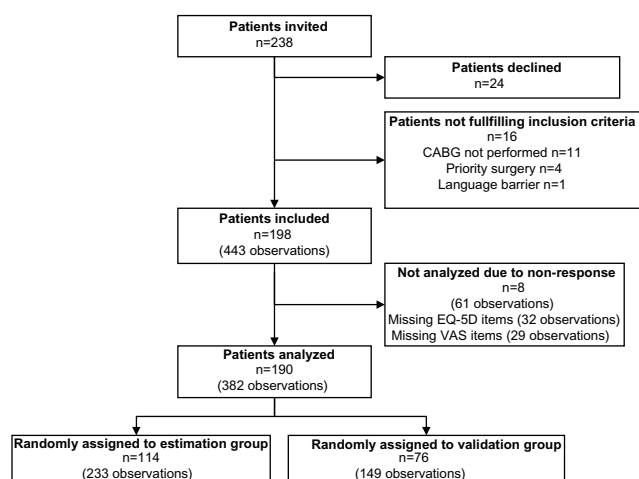 Patients invited
n=238
Patients declined
n=24
Patients not fullfilling inclusion criteria
n=16
CABG not performed n=11
Priority surgery n=4
Language barrier n=1
Patients included
n=198
(443 observations)
Not analyzed due to non-response
n=8
(61 observations)
Missing EQ-5D items (32 observations)
Missing VAS items (29 observations)
Patients analyzed
n=190
(382 observations)
Randomly assigned to estimation group
n=114
(233 observations)
Randomly assigned to validation group
n=76
(149 observations)